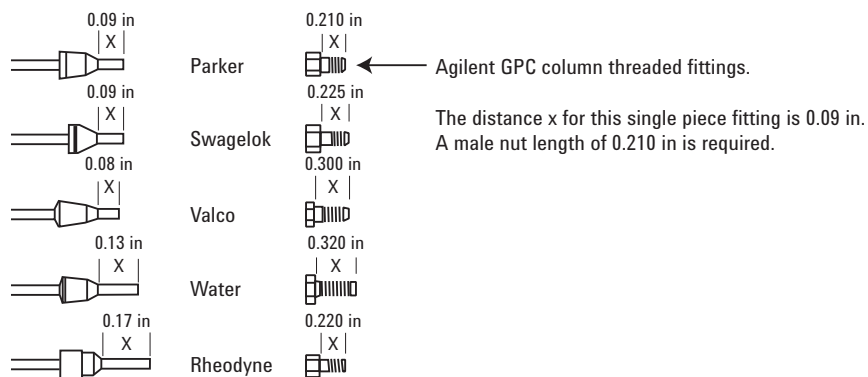 0.09 in
X
Parker
0.210 in
X
Agilent GPC column threaded fittings.
The distance x for this single piece fitting is 0.09 in.
A male nut length of 0.210 in is required.
0.09 in
X
Swagelok
0.225 in
X
0.08 in
X
Valco
0.300 in
X
0.13 in
X
Water
0.320 in
X
0.17 in
X
Rheodyne
0.220 in
X